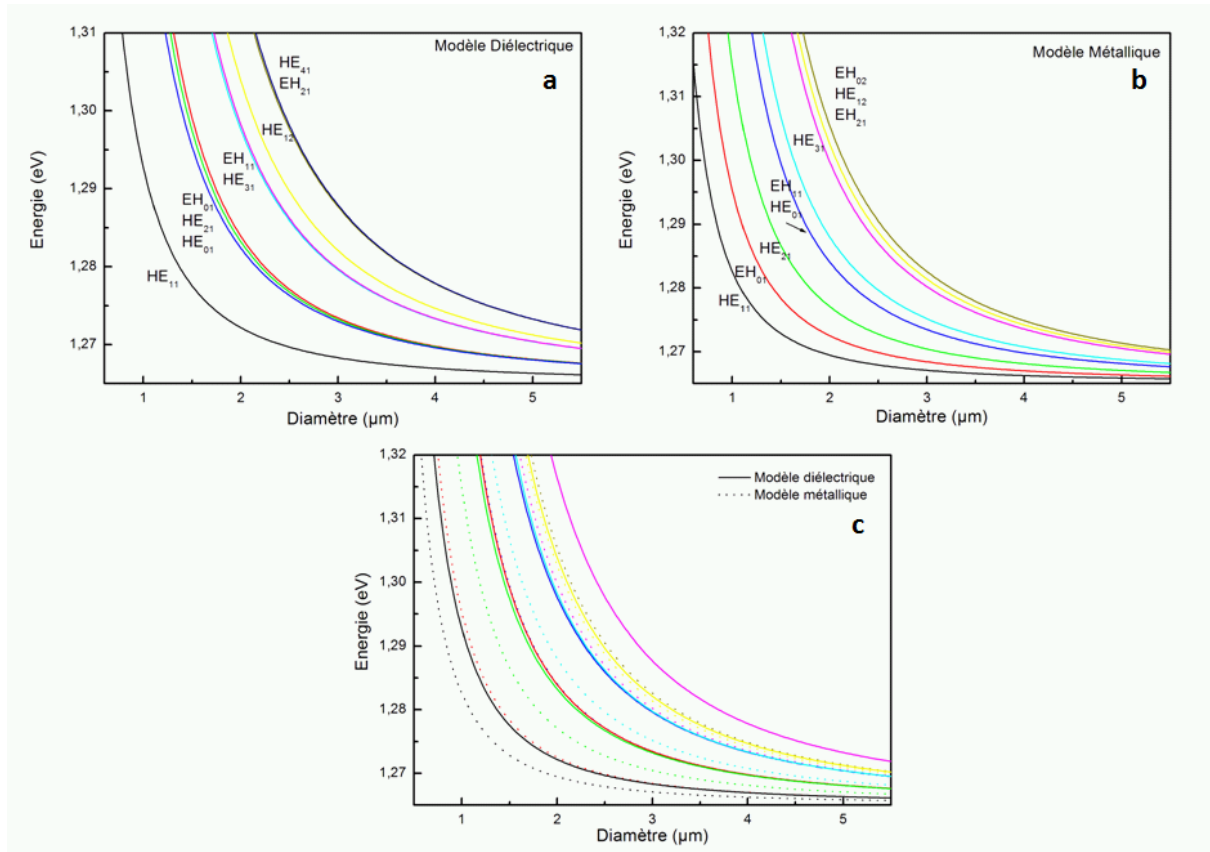 Modèle Diélectrique
a
1,31
1,30
1,29
1,28
1,27
Energie (eV)
HE41
EH21
HE12
EH11
HE31
EH01
HE21
HE01
HE11
1 2 3 4 5
Diamètre (µm)
Modèle Métallique
b
1,32
1,31
1,30
1,29
1,28
1,27
Energie (eV)
EH02
HE12
EH21
HE31
EH11
HE01
HE21
EH01
HE11
1 2 3 4 5
Diamètre (µm)
Modèle diélectrique
Modèle métallique
c
1,32
1,31
1,30
1,29
1,28
1,27
Energie (eV)
1 2 3 4 5
Diamètre (µm)